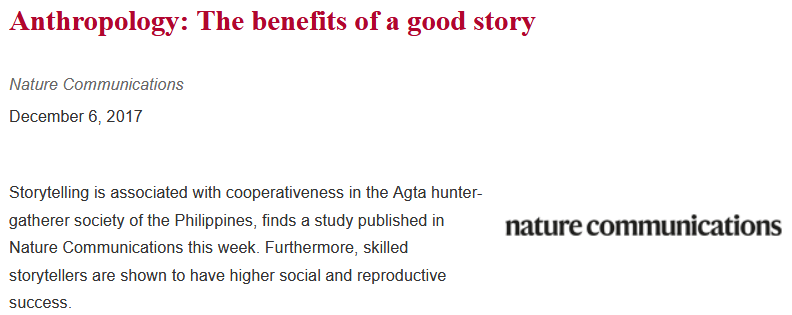 Anthropology: The benefits of a good story
Nature Communications
December 6, 2017
Storytelling is associated with cooperativeness in the Agta hunter-
gatherer society of the Philippines, finds a study published in
nature communications
Nature Communications this week. Furthermore, skilled
storytellers are shown to have higher social and reproductive
success.